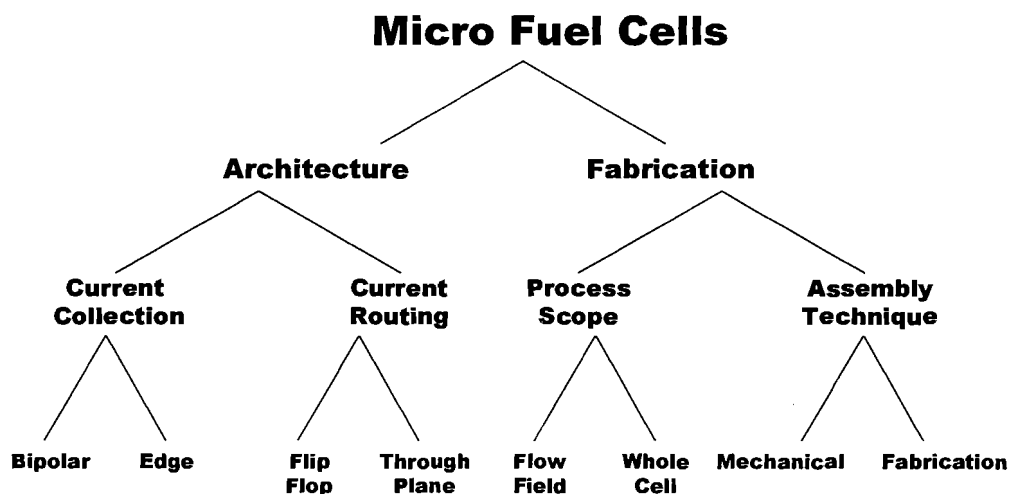 Micro Fuel Cells
Architecture
Fabrication
Current
Collection
Current
Routing
Process
Scope
Assembly
Technique
Bipolar
Edge
Flip
Flop
Through
Plane
Flow
Field
Whole
Cell
Mechanical
Fabrication